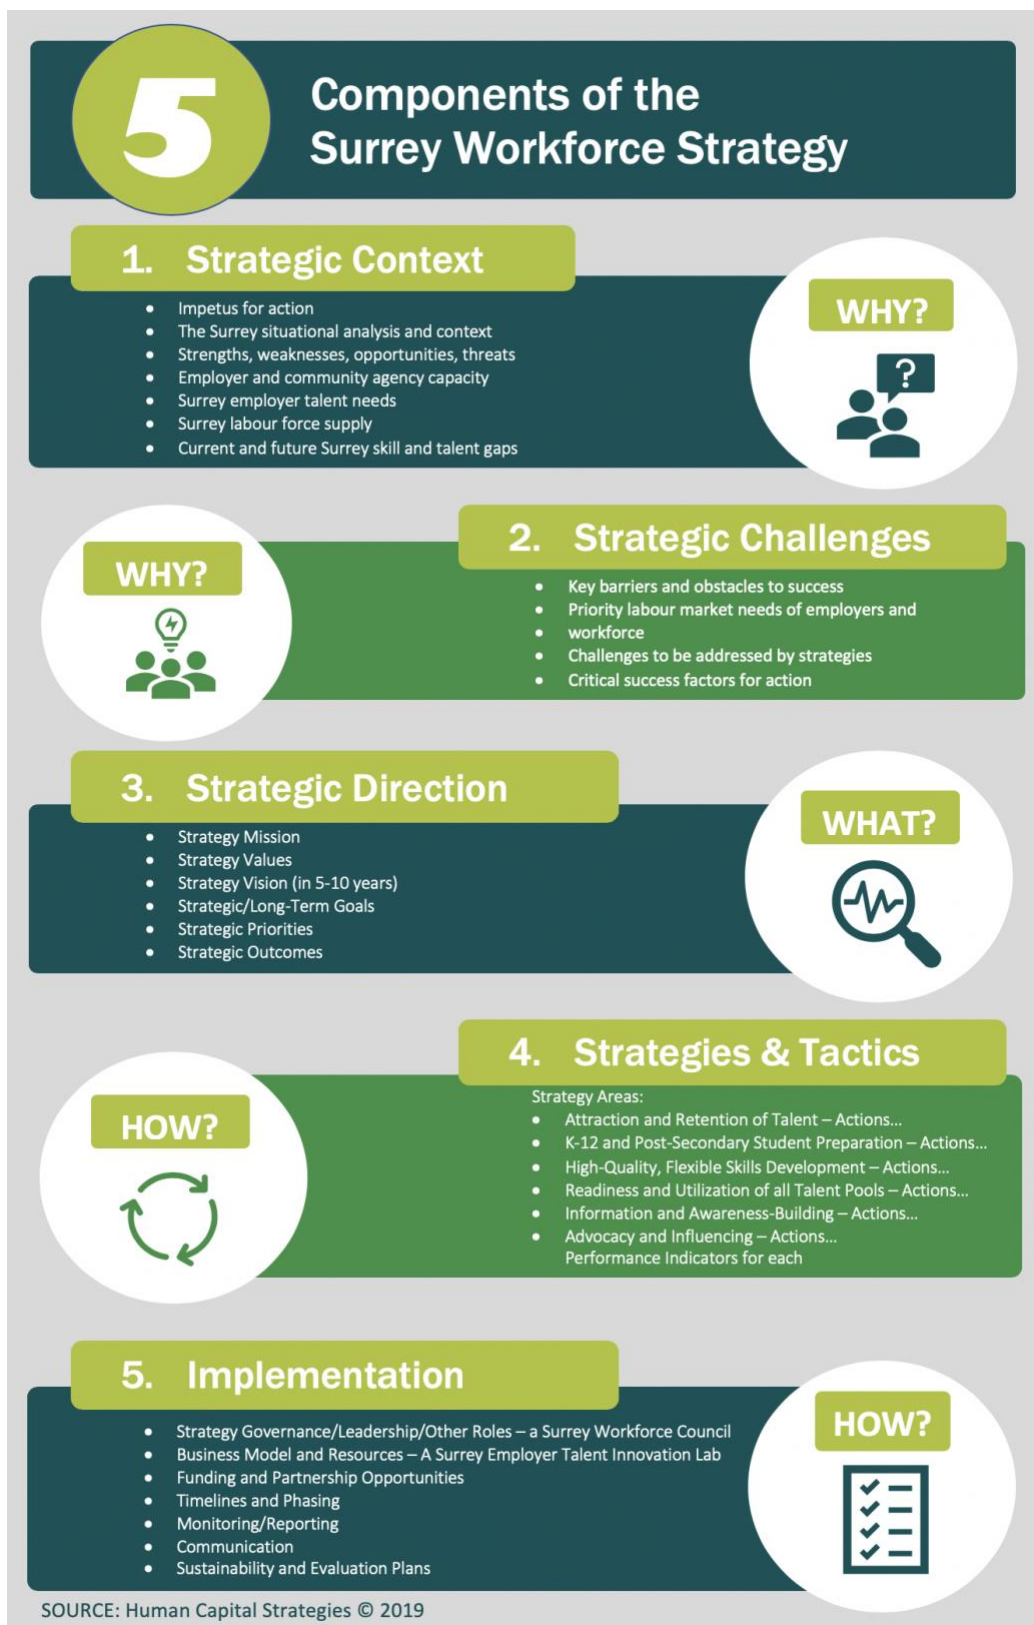 5
Components of the
Surrey Workforce Strategy
1. Strategic Context
• Impetus for action
• The Surrey situational analysis and context
• Strengths, weaknesses, opportunities, threats
• Employer and community agency capacity
• Surrey employer talent needs
• Surrey labour force supply
• Current and future Surrey skill and talent gaps
WHY?
?
WHY?
2. Strategic Challenges
• Key barriers and obstacles to success
• Priority labour market needs of employers and
• workforce
• Challenges to be addressed by strategies
• Critical success factors for action
3. Strategic Direction
• Strategy Mission
• Strategy Values
• Strategy Vision (in 5-10 years)
• Strategic/Long-Term Goals
• Strategic Priorities
• Strategic Outcomes
WHAT?
HOW?
4. Strategies & Tactics
Strategy Areas:
• Attraction and Retention of Talent – Actions...
• K-12 and Post-Secondary Student Preparation – Actions...
• High-Quality, Flexible Skills Development – Actions...
• Readiness and Utilization of all Talent Pools – Actions...
• Information and Awareness-Building – Actions...
• Advocacy and Influencing – Actions...
Performance Indicators for each
5. Implementation
• Strategy Governance/Leadership/Other Roles – a Surrey Workforce Council
• Business Model and Resources – A Surrey Employer Talent Innovation Lab
• Funding and Partnership Opportunities
• Timelines and Phasing
• Monitoring/Reporting
• Communication
• Sustainability and Evaluation Plans
HOW?
SOURCE: Human Capital Strategies © 2019